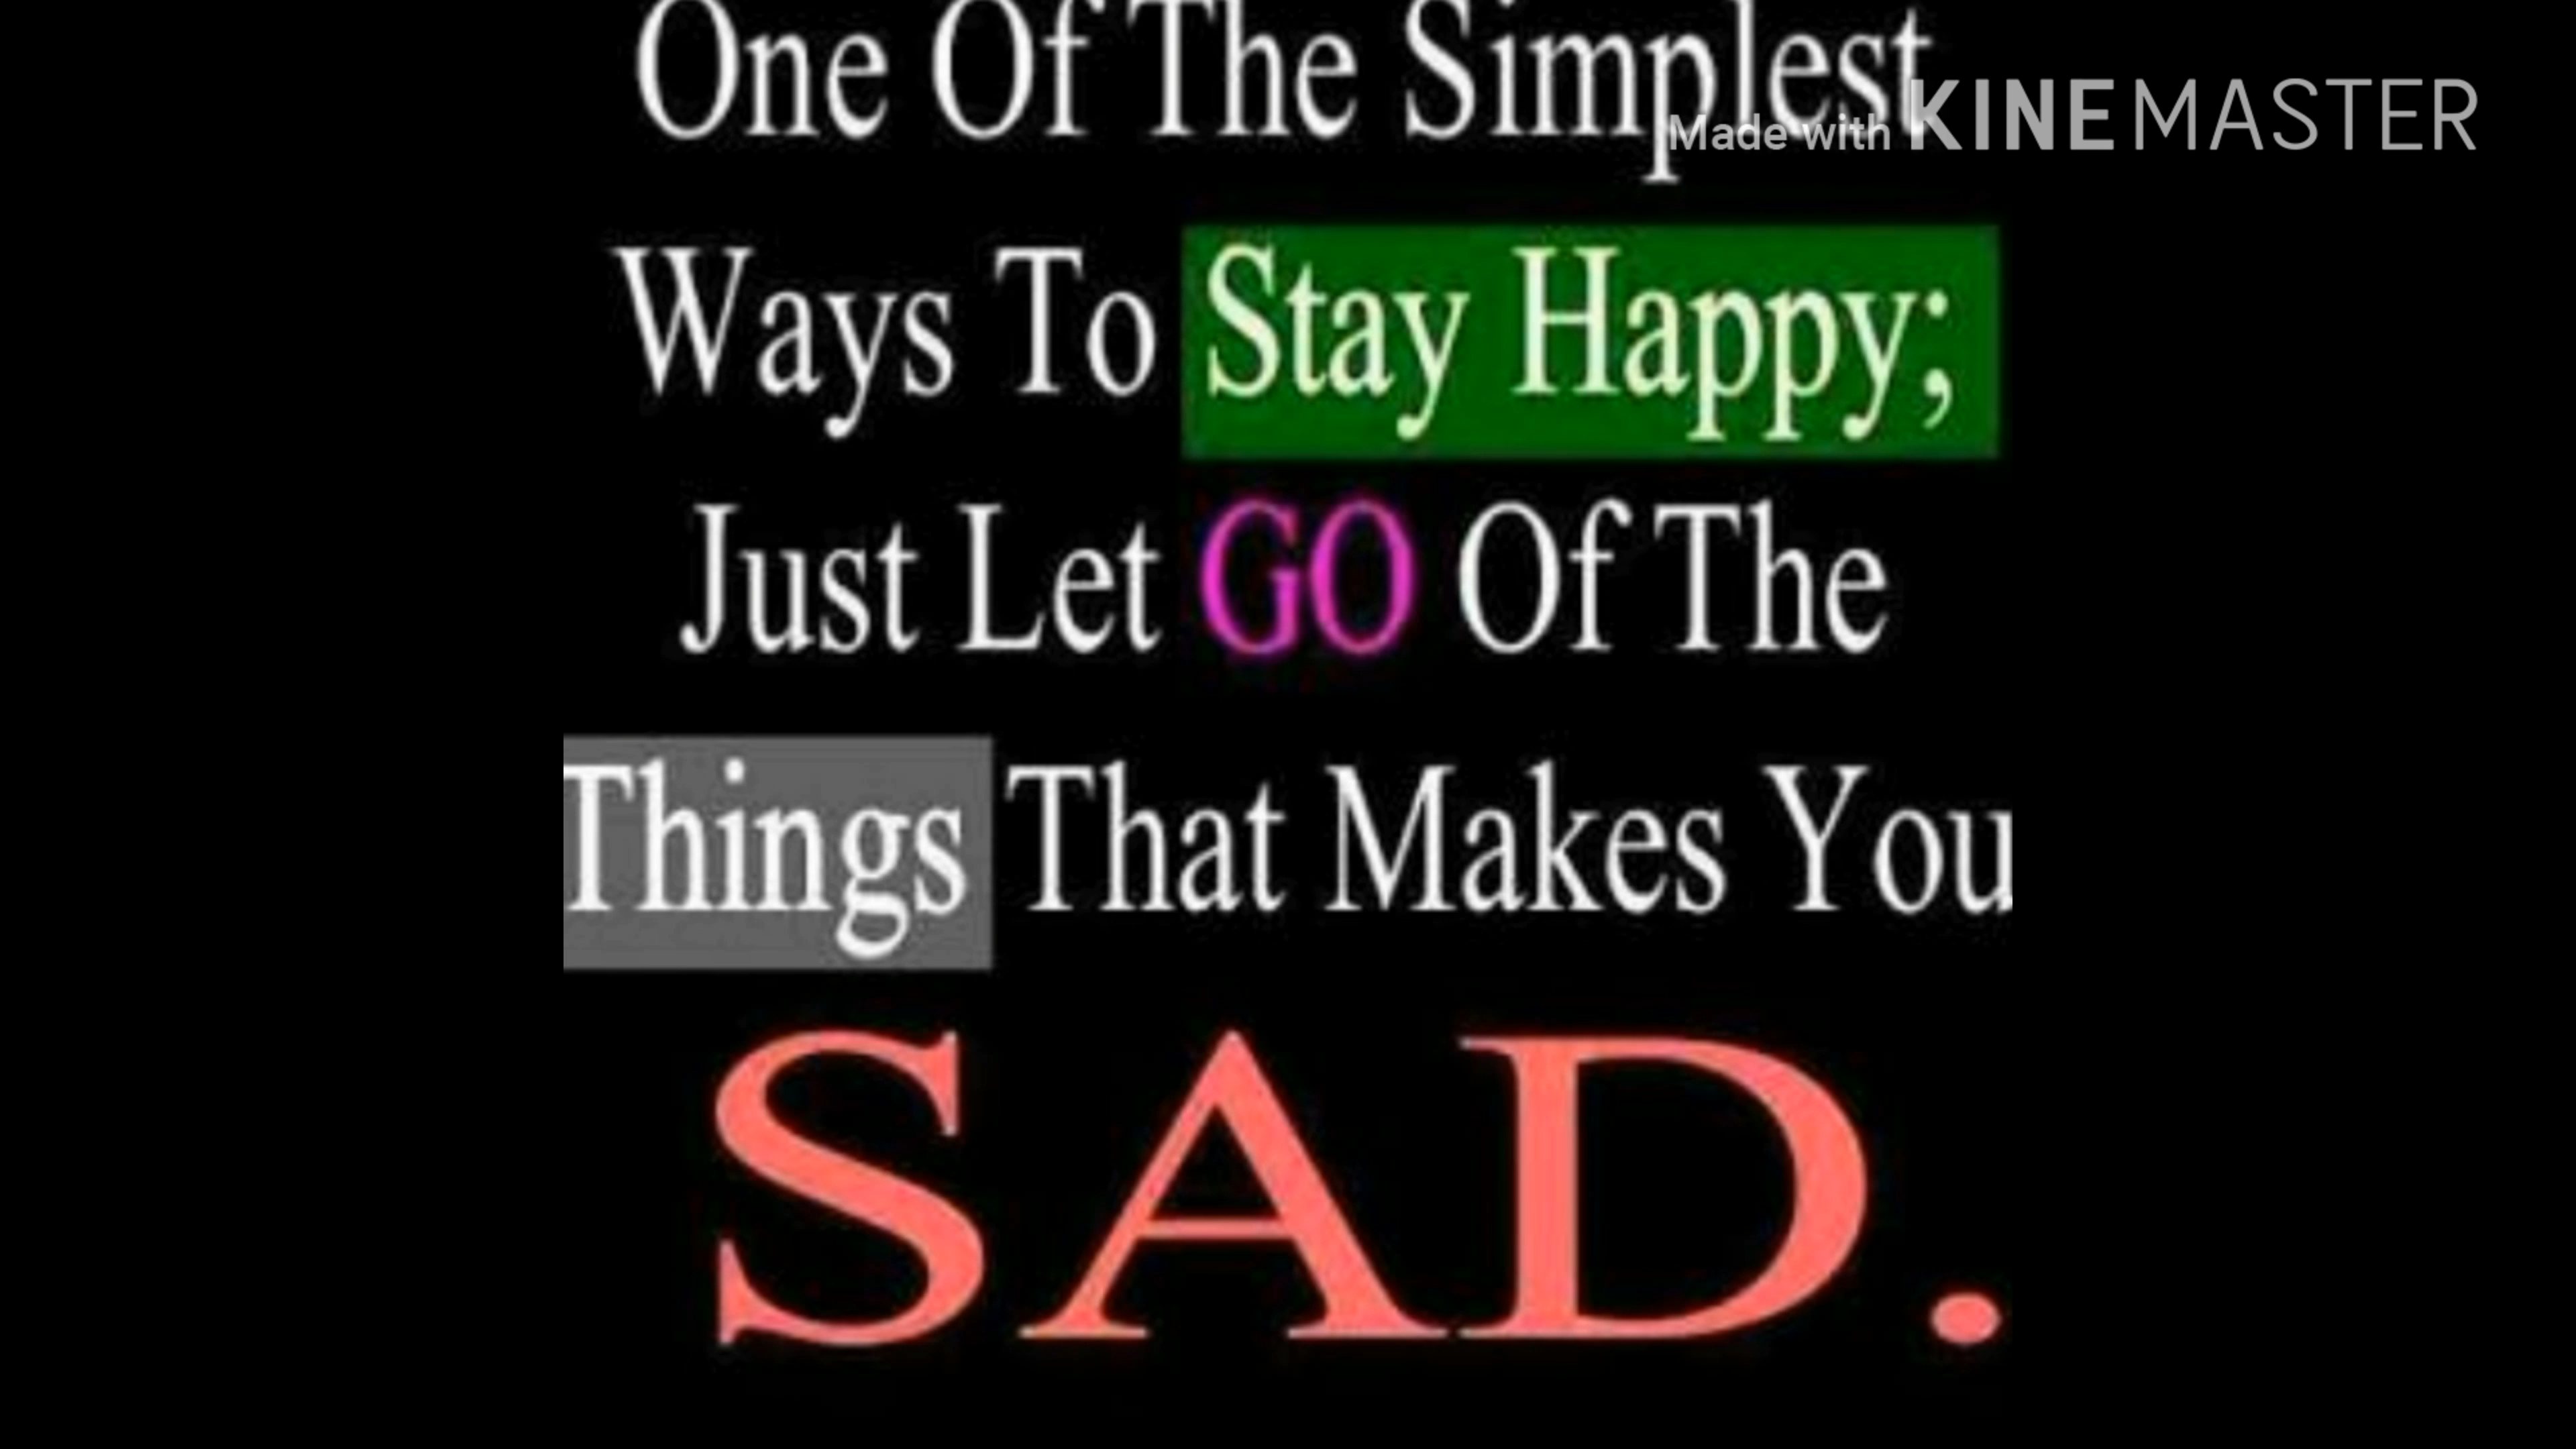 One Of The Simplest
Made with KINEMASTER
Ways To Stay Happy;
Just Let GO Of The
Things That Makes You
SAD.